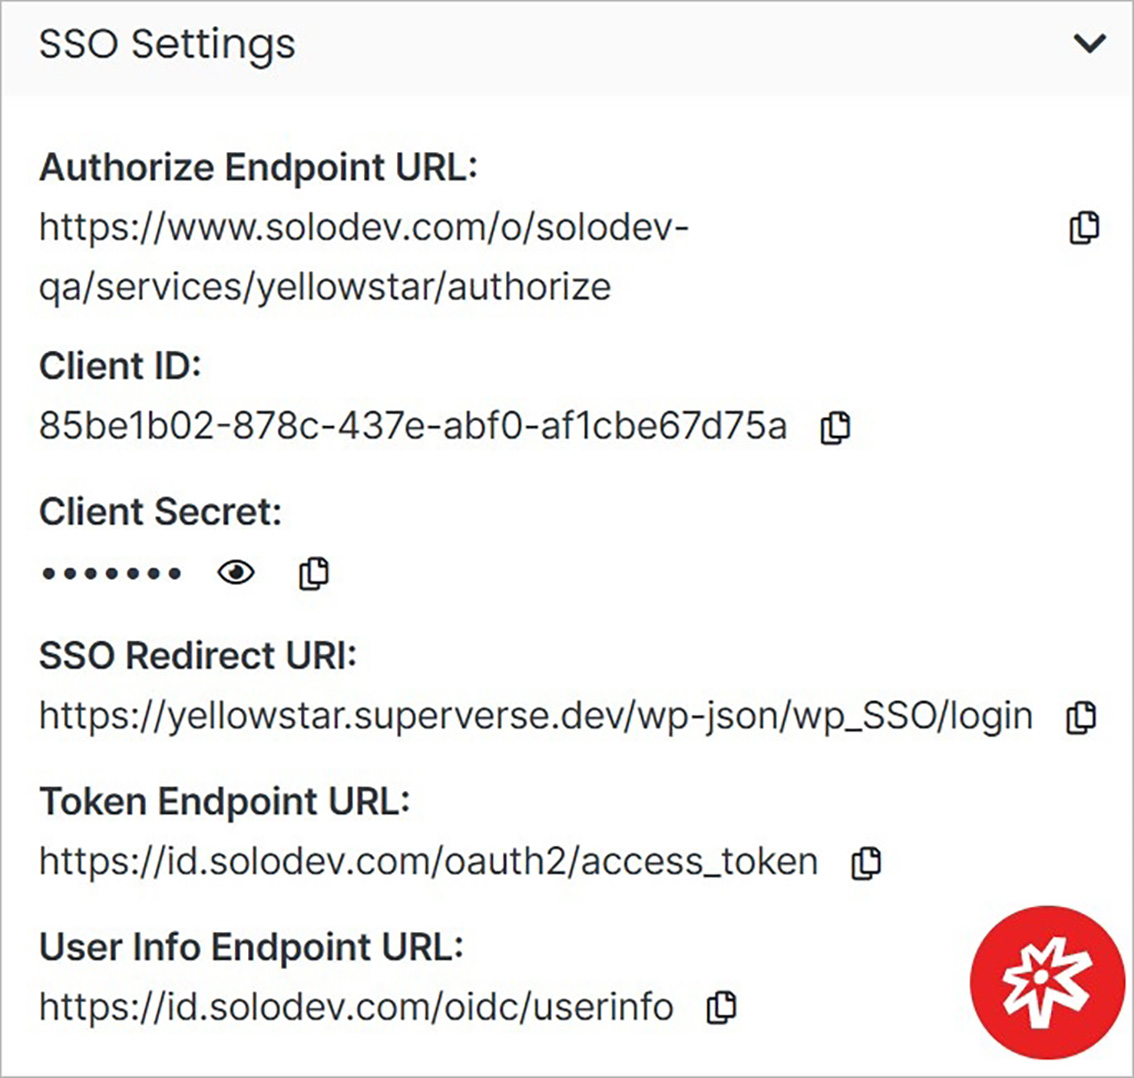 SSO Settings
Authorize Endpoint URL:
https://www.solodev.com/o/solodev-
qa/services/yellowstar/authorize
Client ID:
85be1b02-878c-437e-abf0-af1cbe67d75a
Client Secret:
•••••••
SSO Redirect URI:
https://yellowstar.superverse.dev/wp-json/wp_SSO/login
Token Endpoint URL:
https://id.solodev.com/oauth2/access_token
User Info Endpoint URL:
https://id.solodev.com/oidc/userinfo